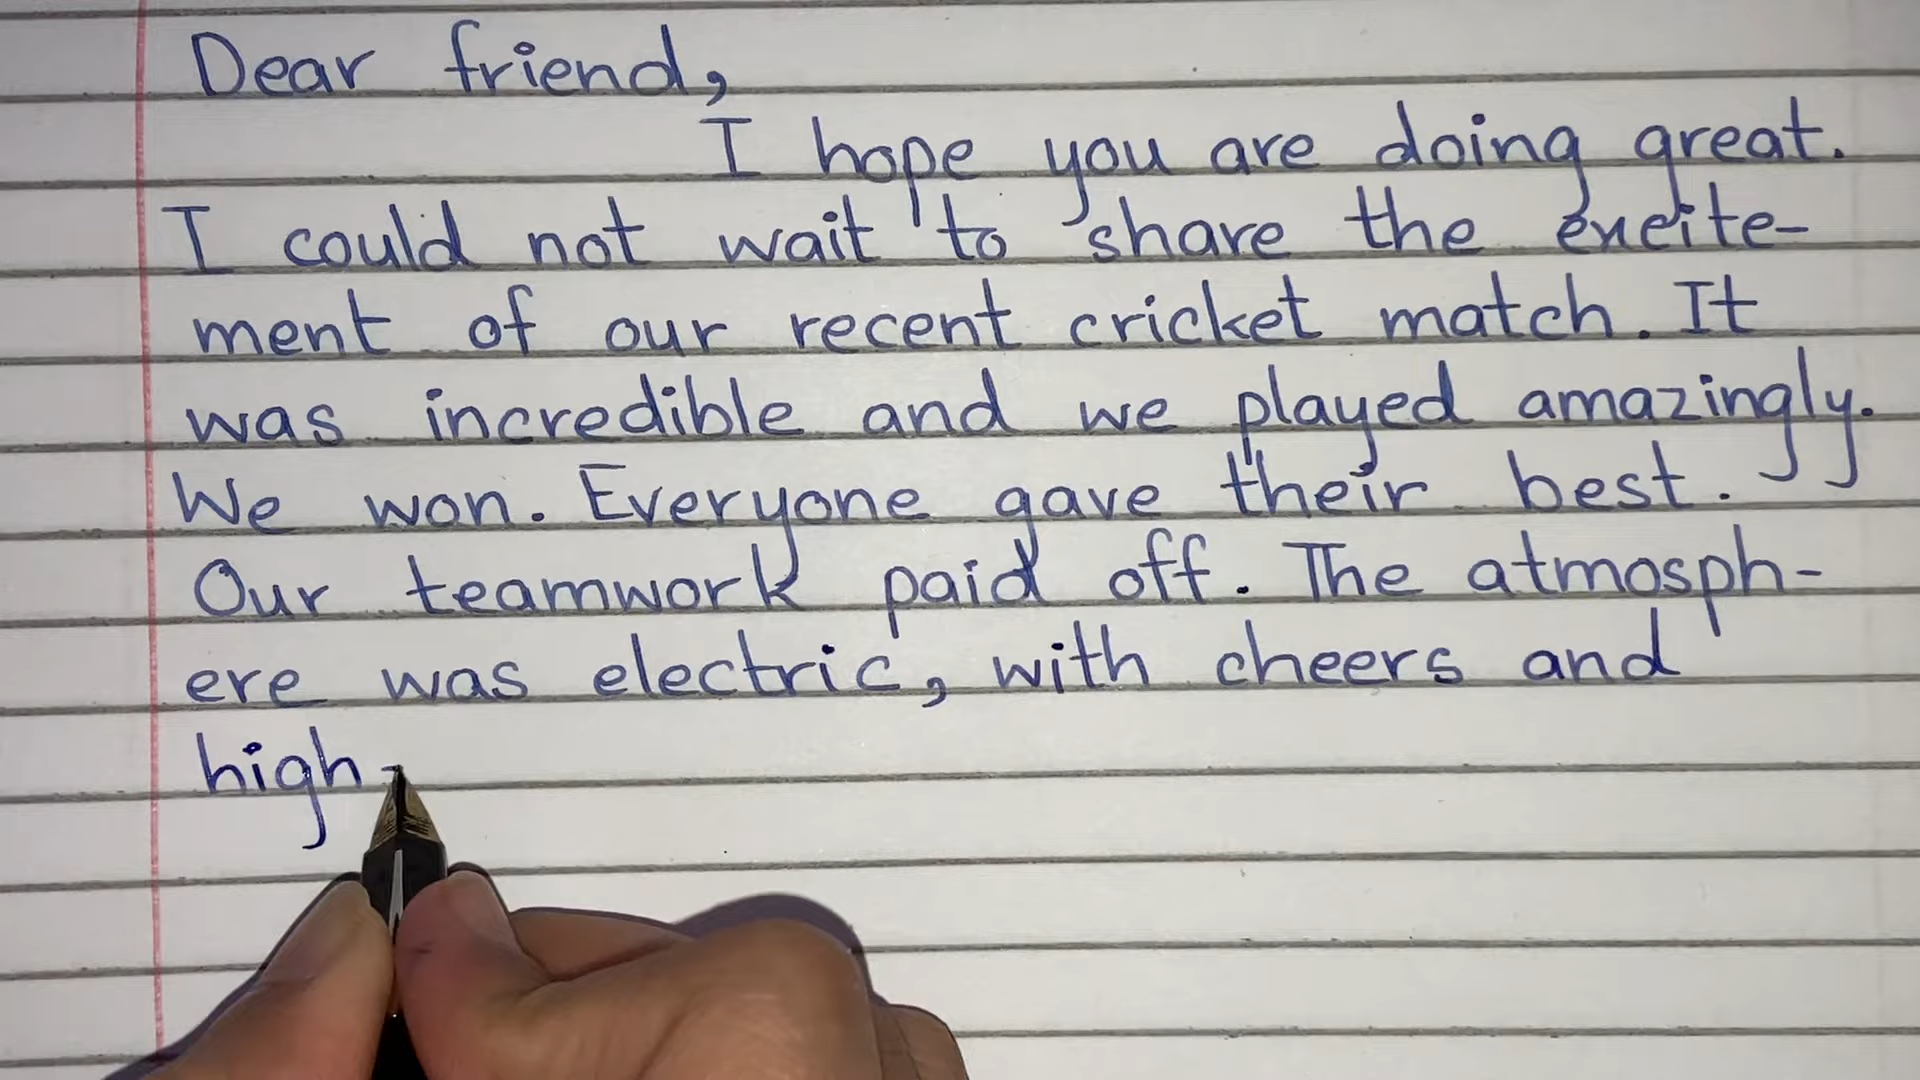 Dear friend,
I hope you are doing great.
I could not wait to share the excite-
ment of our recent cricket match. It
was incredible and we played amazingly.
We won. Everyone gave their best.
Our teamwork paid off. The atmosph-
ere was electric, with cheers and
high-